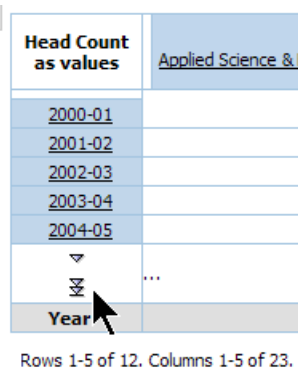 Head Count
as values
Applied Science &
2000-01
2001-02
2002-03
2003-04
2004-05
...
Year
Rows 1-5 of 12. Columns 1-5 of 23.